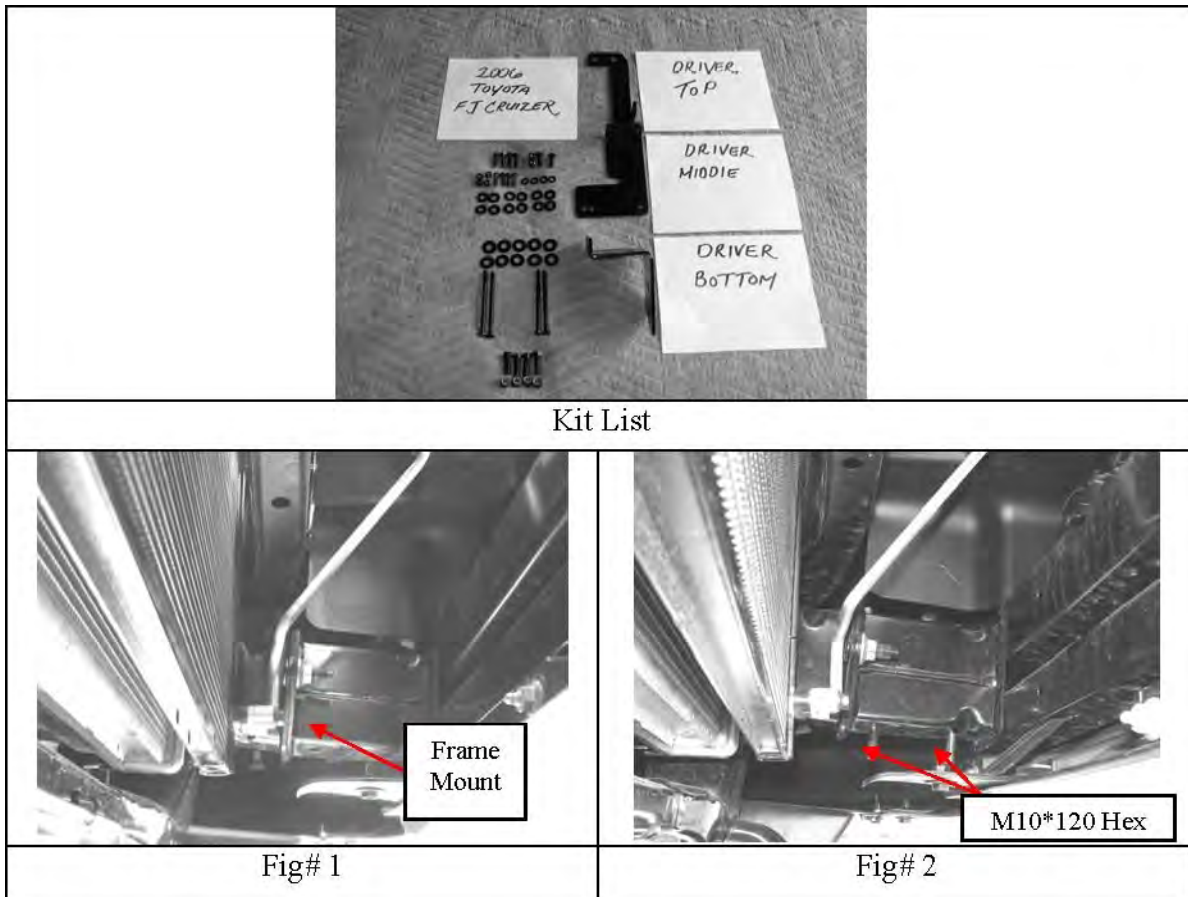 2006
TOYOTA
FJ CRUIZER
DRIVER
TOP
DRIVER
MIDDIE
DRIVER
BOTTOM
Kit List
Frame
Mount
M10*120 Hex
Fig# 1
Fig# 2